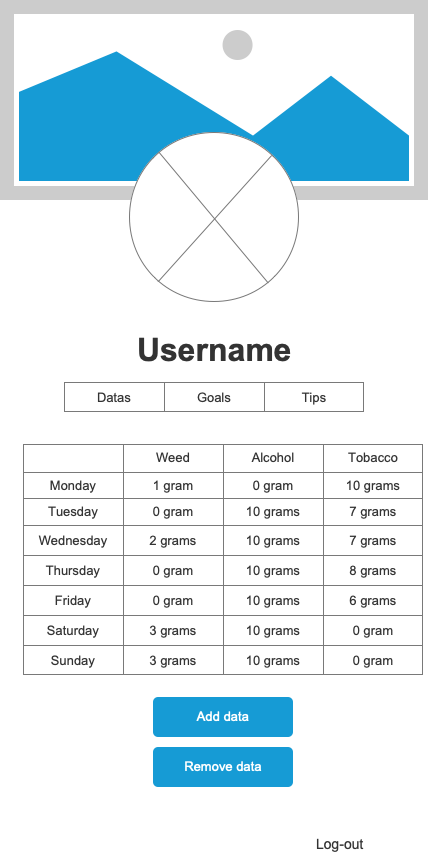 Username
Datas Goals Tips
Weed Alcohol Tobacco
Monday 1 gram 0 gram 10 grams
Tuesday 0 gram 10 grams 7 grams
Wednesday 2 grams 10 grams 7 grams
Thursday 0 gram 10 grams 8 grams
Friday 0 gram 10 grams 6 grams
Saturday 3 grams 10 grams 0 gram
Sunday 3 grams 10 grams 0 gram
Add data
Remove data
Log-out